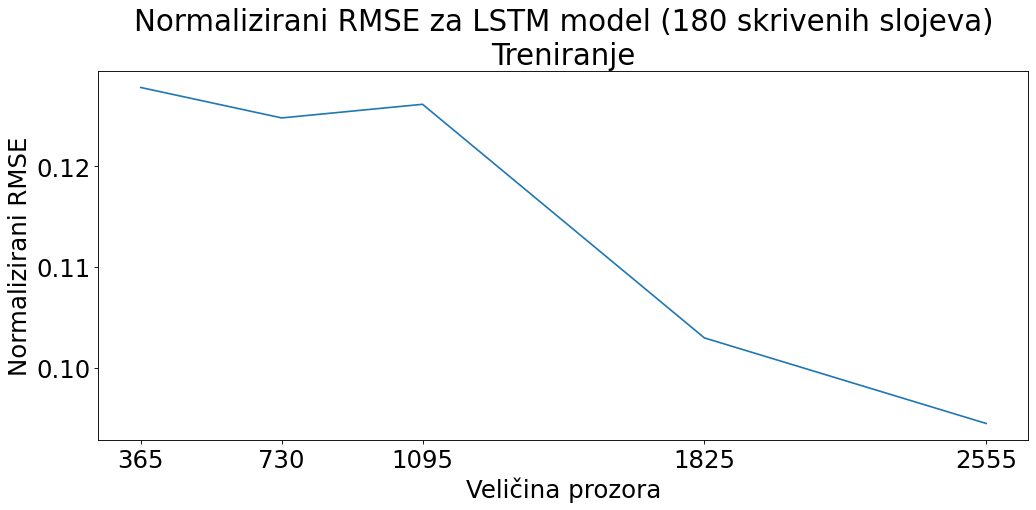 Normalizirani RMSE za LSTM model (180 skrivenih slojeva)
Treniranje
Normalizirani RMSE
0.12
0.11
0.10
365 730 1095 1825 2555
Veličina prozora